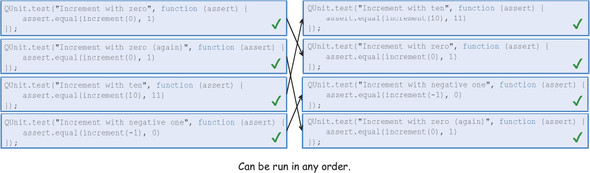 QUnit.test("Increment with zero", function (assert) |
assert.equal(increment(0), 1)
|);
QUnit.test("Increment with zero (again)", function (assert) |
assert.equal(increment(0), 1)
|);
QUnit.test("Increment with ten", function (assert) |
assert.equal(increment(10), 11)
|);
QUnit.test("Increment with negative one", function (assert) |
assert.equal(increment(-1), 0)
|);
QUnit.test("Increment with ten", function (assert) |
assert.equal(increment(10), 11)
|);
QUnit.test("Increment with zero", function (assert) |
assert.equal(increment(0), 1)
|);
QUnit.test("Increment with negative one", function (assert) |
assert.equal(increment(-1), 0)
|);
QUnit.test("Increment with zero (again)", function (assert) |
assert.equal(increment(0), 1)
|);
Can be run in any order.